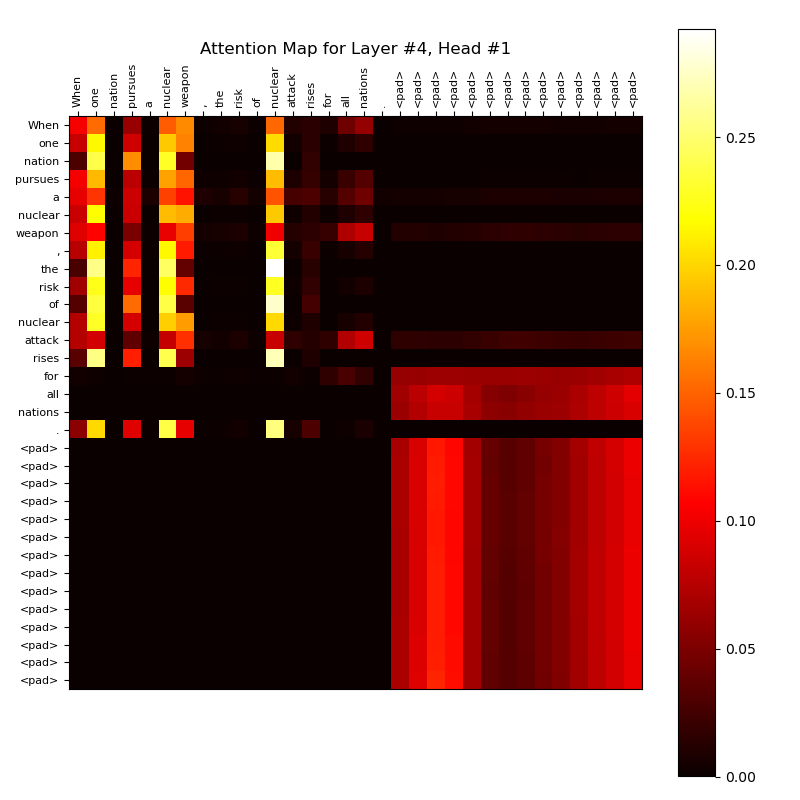 Attention Map for Layer #4, Head #1
When one nation pursues a nuclear weapon , the risk of nuclear attack rises for all nations . <pad> <pad> <pad> <pad> <pad> <pad> <pad> <pad> <pad> <pad> <pad> <pad> <pad> <pad>
When
one
nation
pursues
a
nuclear
weapon
,
the
risk
of
nuclear
attack
rises
for
all
nations
.
<pad>
<pad>
<pad>
<pad>
<pad>
<pad>
<pad>
<pad>
<pad>
<pad>
<pad>
<pad>
<pad>
<pad>
0.25
0.20
0.15
0.10
0.05
0.00